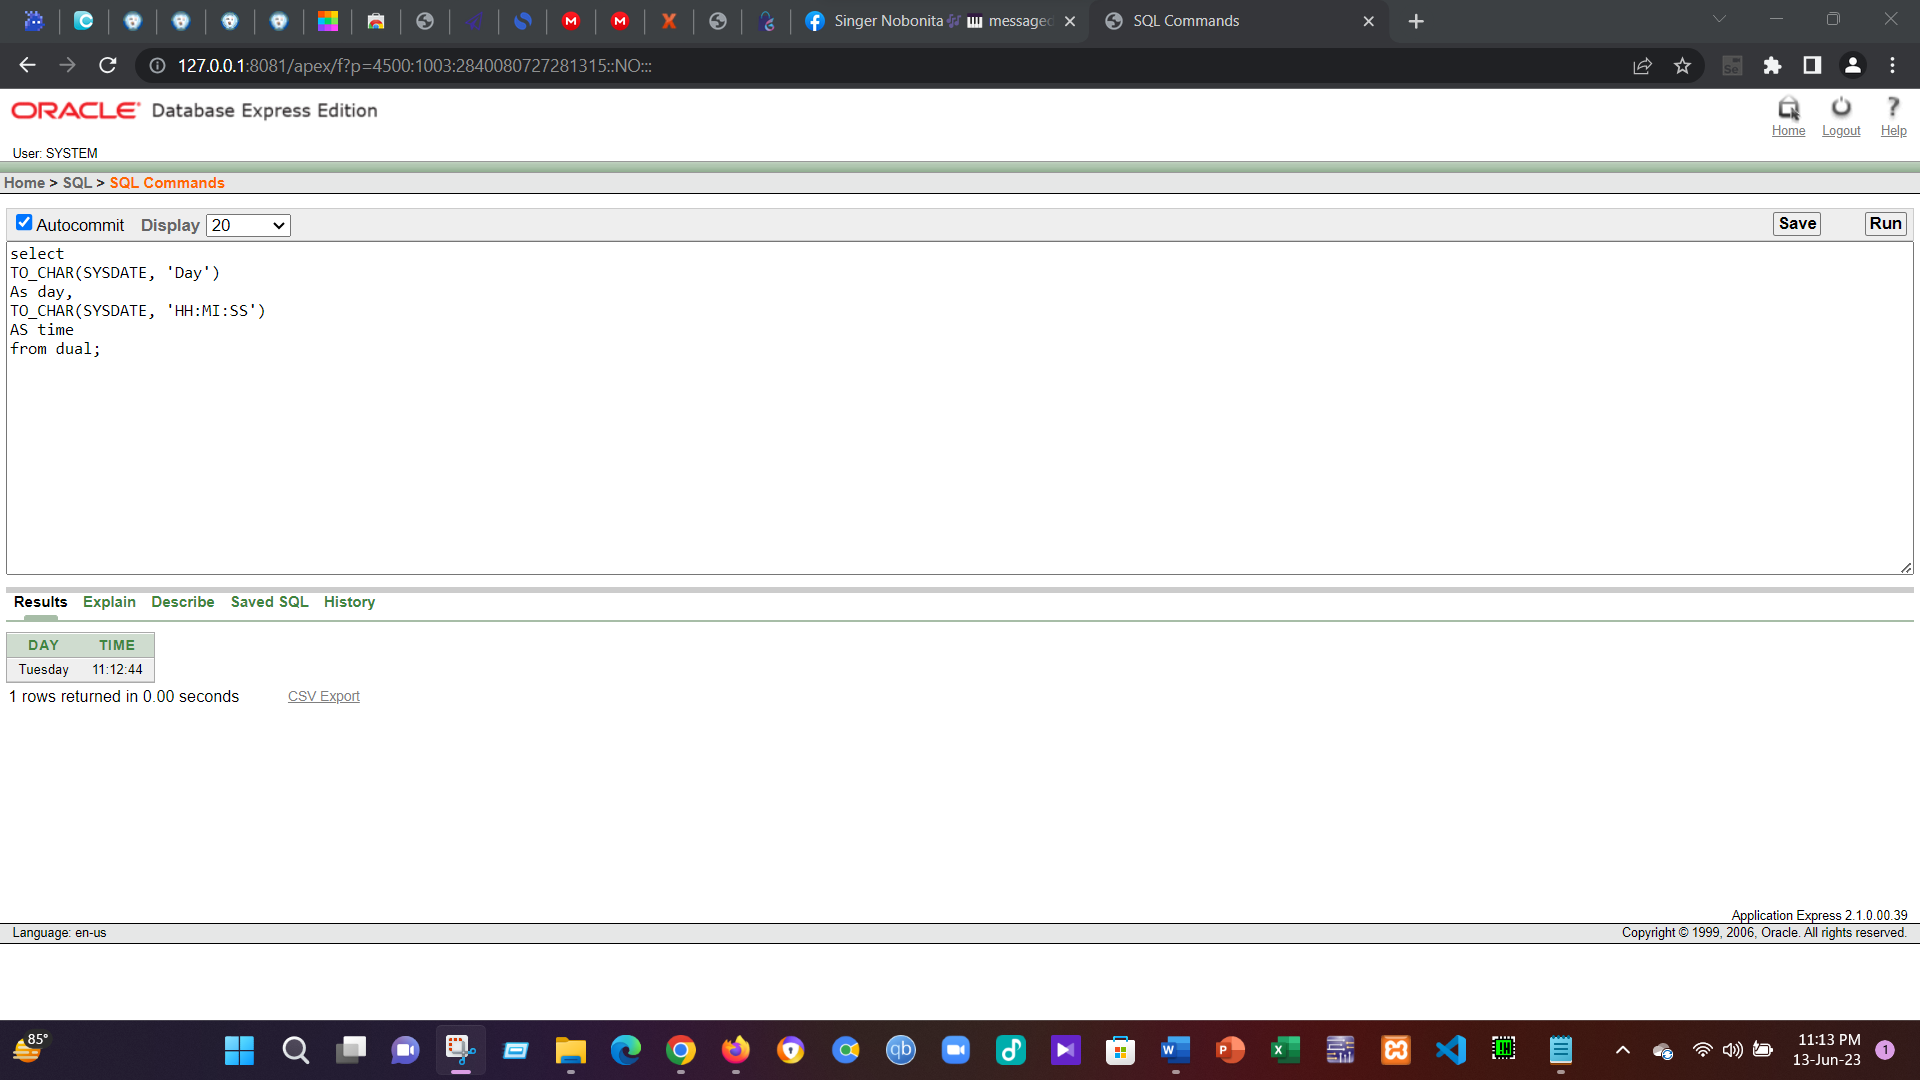 Singer Nobonita 🎶 🎹 messaged
SQL Commands
127.0.0.1:8081/apex/f?p=4500:1003:2840080727281315::NO:::
ORACLE Database Express Edition
Home Logout Help
User: SYSTEM
Home > SQL > SQL Commands
Autocommit Display 20 Save Run
select
TO_CHAR(SYSDATE, 'Day')
As day,
TO_CHAR(SYSDATE, 'HH:MI:SS')
AS time
from dual;
Results Explain Describe Saved SQL History
DAY TIME
Tuesday 11:12:44
1 rows returned in 0.00 seconds CSV Export
Application Express 2.1.0.00.39
Language: en-us Copyright © 1999, 2006, Oracle. All rights reserved.
85°
11:13 PM
13-Jun-23
1